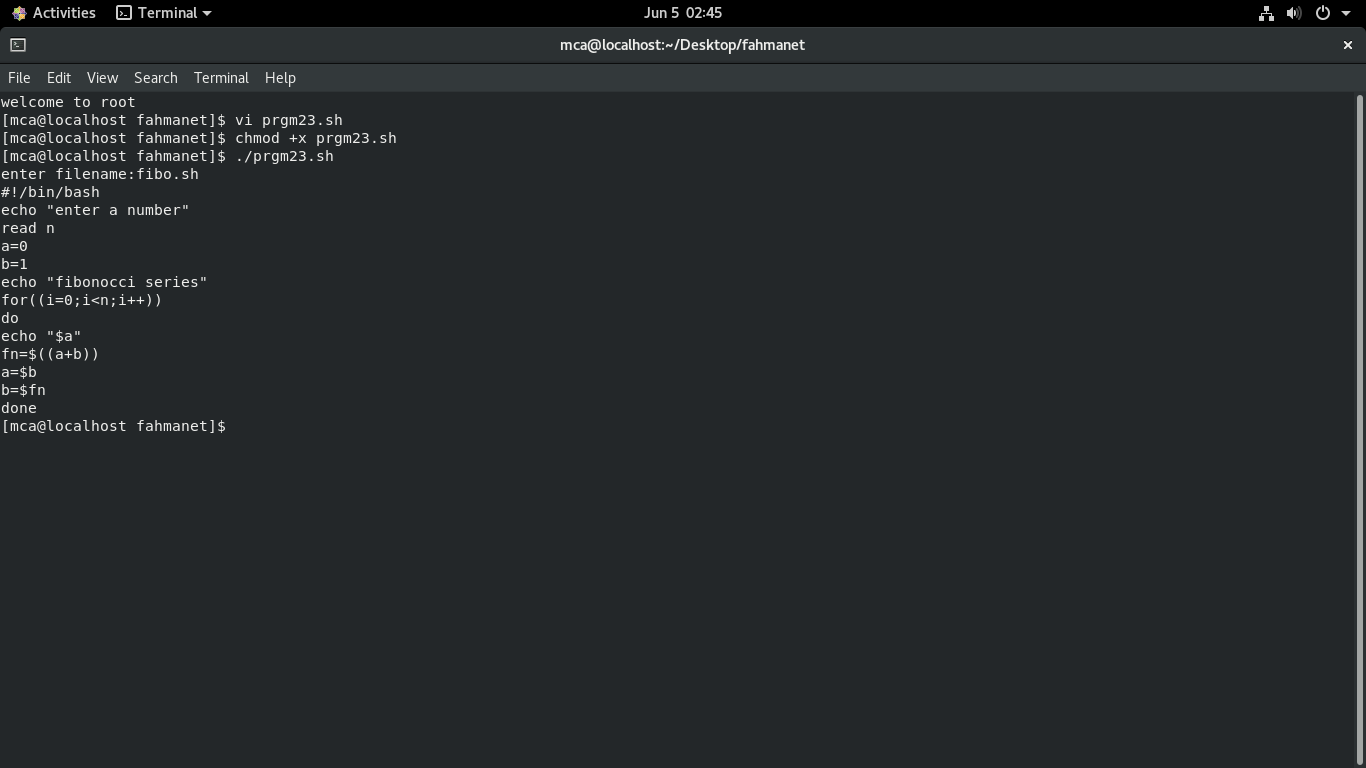 Activities Terminal Jun 5 02:45
mca@localhost:~/Desktop/fahmanet
File Edit View Search Terminal Help
welcome to root
[mca@localhost fahmanet]$ vi prgm23.sh
[mca@localhost fahmanet]$ chmod +x prgm23.sh
[mca@localhost fahmanet]$ ./prgm23.sh
enter filename:fibo.sh
#!/bin/bash
echo "enter a number"
read n
a=0
b=1
echo "fibonocci series"
for((i=0;i<n;i++))
do
echo "$a"
fn=$((a+b))
a=$b
b=$fn
done
[mca@localhost fahmanet]$